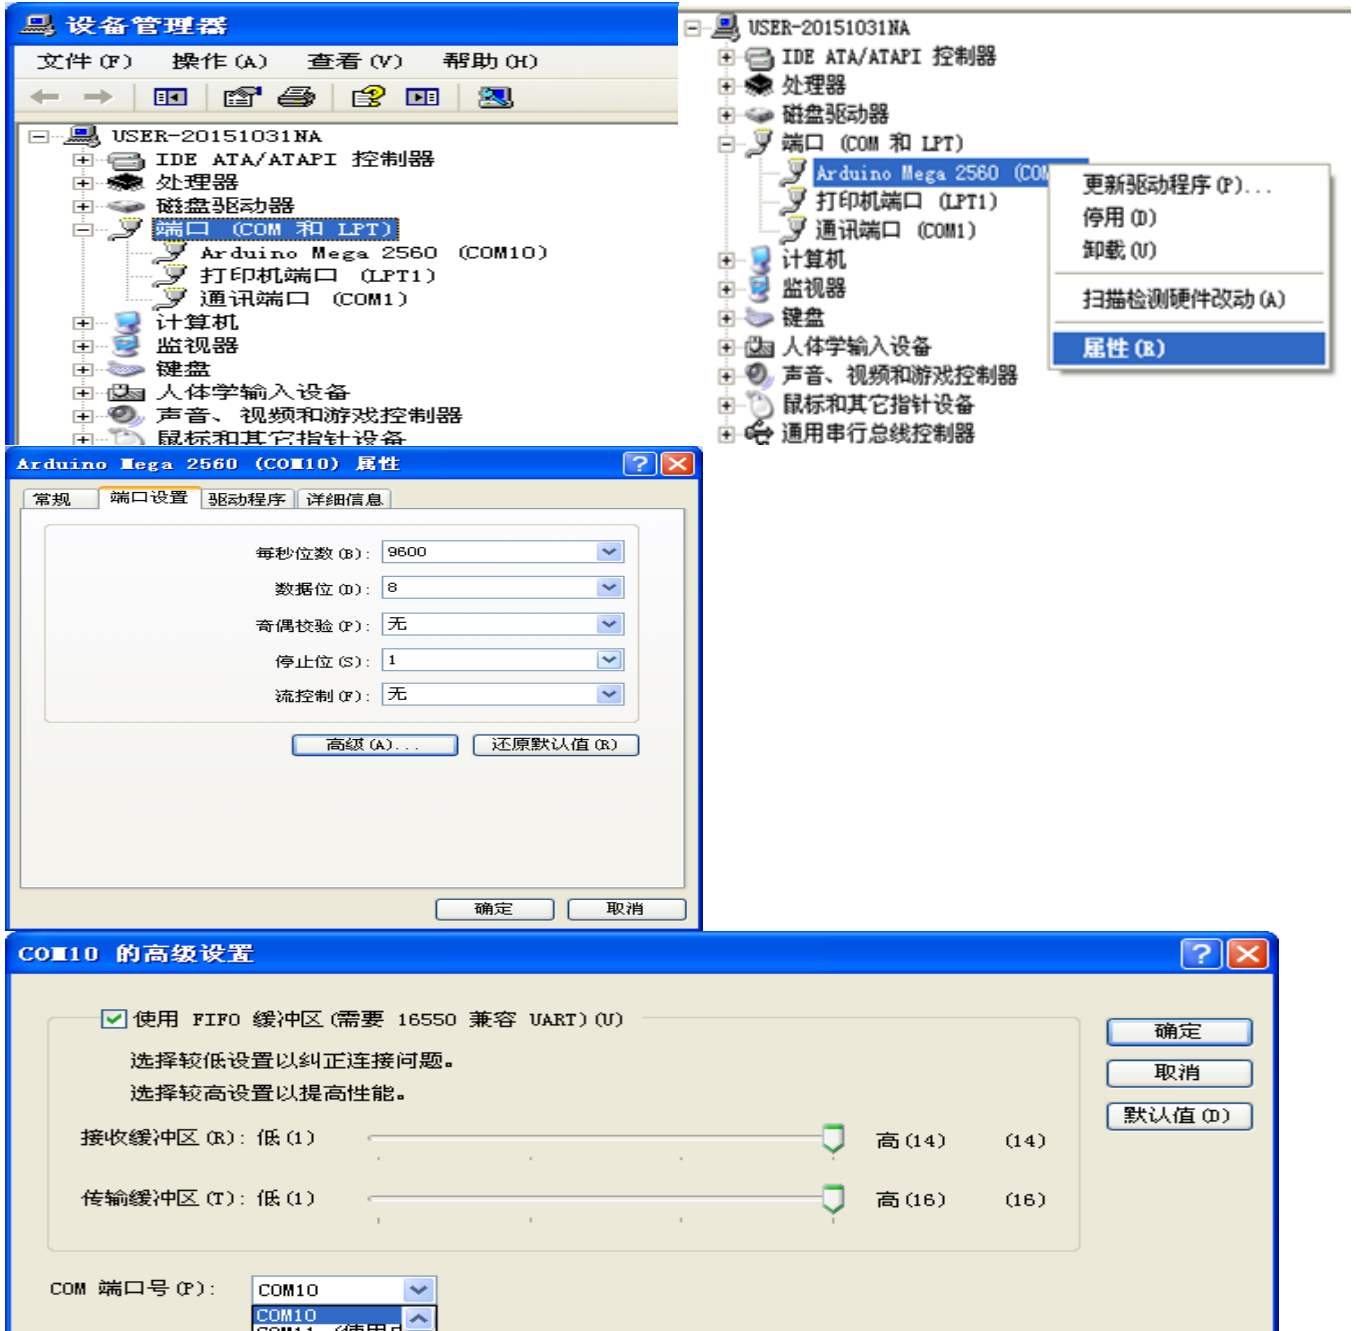 设备管理器
文件(F) 操作(A) 查看(V) 帮助(H)
USER-20151031NA
IDE ATA/ATAPI 控制器
处理器
磁盘驱动器
端口 (COM 和 LPT)
Arduino Mega 2560 (COM10)
打印机端口 (LPT1)
通讯端口 (COM1)
计算机
监视器
键盘
人体学输入设备
声音、视频和游戏控制器
鼠标和其它指针设备
USER-20151031NA
IDE ATA/ATAPI 控制器
处理器
磁盘驱动器
端口 (COM 和 LPT)
Arduino Mega 2560 (COM
打印机端口 (LPT1)
通讯端口 (COM1)
计算机
监视器
键盘
人体学输入设备
声音、视频和游戏控制器
鼠标和其它指针设备
通用串行总线控制器
更新驱动程序(P)...
停用(D)
卸载(U)
扫描检测硬件改动(A)
属性(R)
Arduino Mega 2560 (COM10) 属性
常规 端口设置 驱动程序 详细信息
每秒位数(B): 9600
数据位(D): 8
奇偶校验(P): 无
停止位(S): 1
流控制(F): 无
高级(A)... 还原默认值(R)
确定 取消
COM10 的高级设置
使用 FIFO 缓冲区(需要 16550 兼容 UART)(U)
选择较低设置以纠正连接问题。
选择较高设置以提高性能。
接收缓冲区(R): 低(1) 高(14) (14)
传输缓冲区(T): 低(1) 高(16) (16)
确定
取消
默认值(D)
COM 端口号(P): COM10
COM10
COM11 (使用